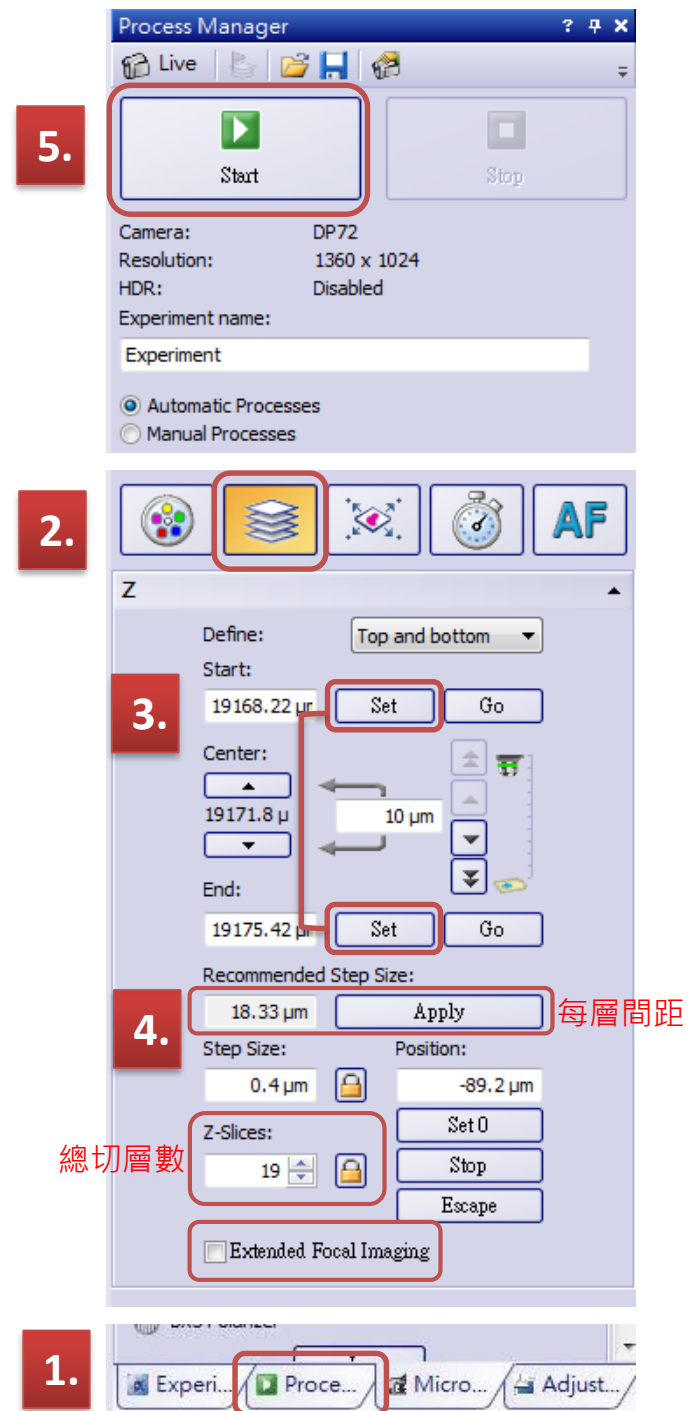 Process Manager
Live
5.
Start Stop
Camera: DP72
Resolution: 1360 x 1024
HDR: Disabled
Experiment name:
Experiment
Automatic Processes
Manual Processes
2.
AF
Z
Define: Top and bottom
Start:
3.
19168.22 μm Set Go
Center:
19171.8 μ 10 μm
End:
19175.42 μm Set Go
Recommended Step Size:
4.
18.33 μm Apply 每層間距
Step Size: Position:
0.4 μm -89.2 μm
Z-Slices: Set 0
總切層數 19 Stop
Escape
Extended Focal Imaging
1.
Experi... Proce... Micro... Adjust...